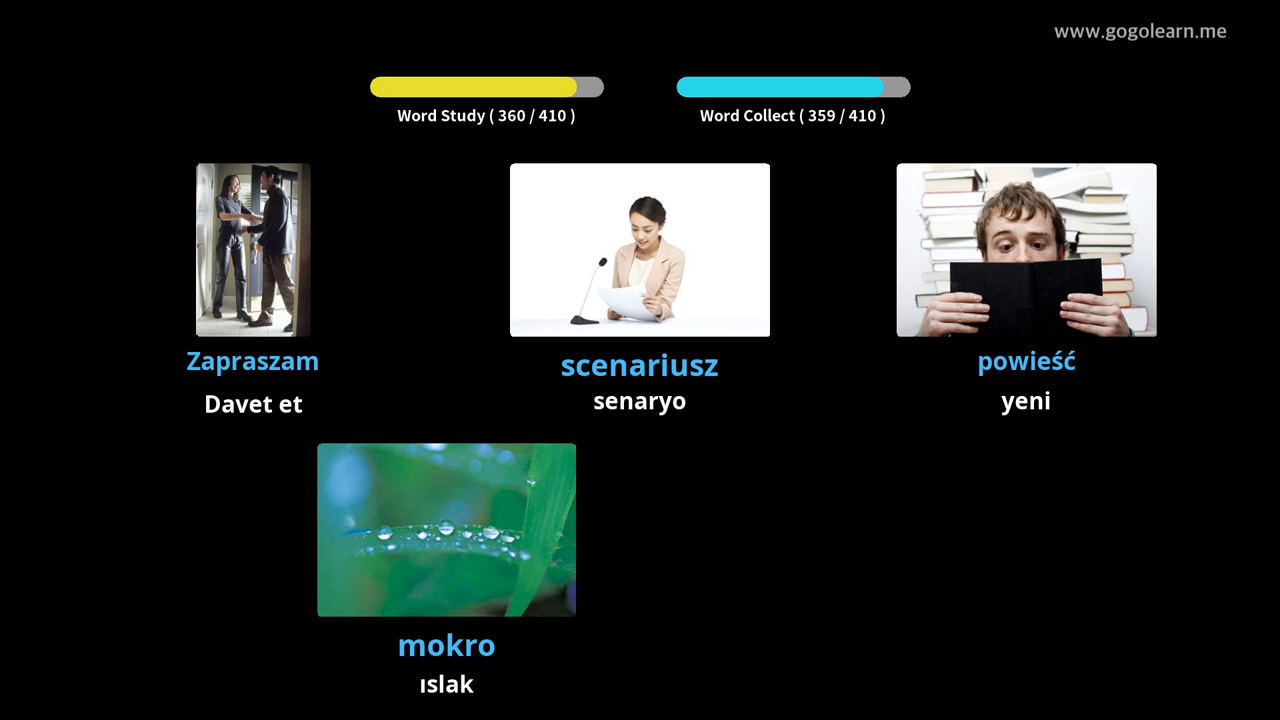 www.gogolearn.me
Word Study ( 360 / 410 )
Word Collect ( 359 / 410 )
Zapraszam
Davet et
scenariusz
senaryo
powieść
yeni
mokro
ıslak